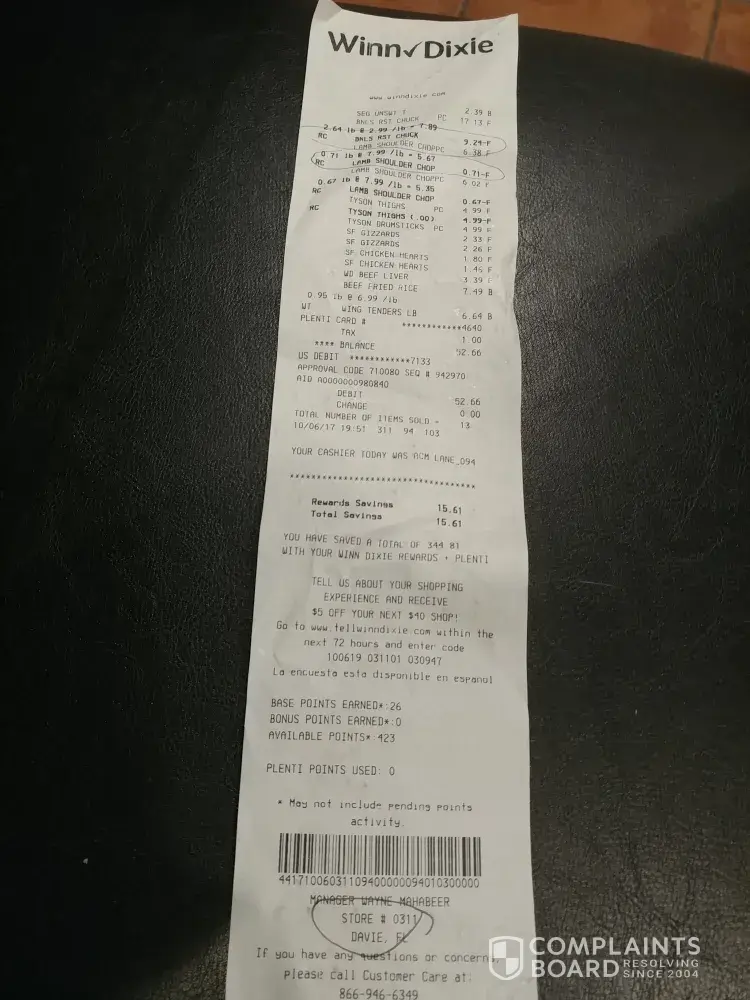 Winn✓Dixie
www.winndixie.com
SEG UNSWT T 2.39 B
BNLS RST CHUCK PC 17.13 F
2.64 lb @ 2.99 /lb = 7.89
RC BNLS RST CHUCK 9.24-F
LAMB SHOULDER CHOPPC 6.38 F
0.71 lb @ 7.99 /lb = 5.67
RC LAMB SHOULDER CHOP 0.71-F
LAMB SHOULDER CHOPPC 6.02 F
0.67 lb @ 7.99 /lb = 5.35
RC LAMB SHOULDER CHOP 0.67-F
TYSON THIGHS PC 4.99 F
RC TYSON THIGHS (.00) 4.99-F
TYSON DRUMSTICKS PC 4.99 F
SF GIZZARDS 2.33 F
SF GIZZARDS 2.26 F
SF CHICKEN HEARTS 1.80 F
SF CHICKEN HEARTS 1.45 F
WD BEEF LIVER 3.39 F
BEEF FRIED RICE 7.49 B
0.95 lb @ 6.99 /lb
WT WING TENDERS LB 6.64 B
PLENTI CARD # ************4640
TAX 1.00
**** BALANCE 52.66
US DEBIT ************7133
APPROVAL CODE 710080 SEQ # 942970
AID A0000000980840
DEBIT 52.66
CHANGE 0.00
TOTAL NUMBER OF ITEMS SOLD = 13
10/06/17 19:51 311 94 103
YOUR CASHIER TODAY WAS ACM LANE_094
***********************************
Rewards Savings 15.61
Total Savings 15.61
YOU HAVE SAVED A TOTAL OF 344.81
WITH YOUR WINN DIXIE REWARDS + PLENTI
TELL US ABOUT YOUR SHOPPING
EXPERIENCE AND RECEIVE
$5 OFF YOUR NEXT $40 SHOP!
Go to www.tellwinndixie.com within the
next 72 hours and enter code
100619 031101 030947
La encuesta esta disponible en espanol
BASE POINTS EARNED*:26
BONUS POINTS EARNED*:0
AVAILABLE POINTS*:423
PLENTI POINTS USED: 0
* May not include pending points
activity.
44171006031109400000094010300000
MANAGER WAYNE MAHABEER
STORE # 0311
DAVIE, FL
If you have any questions or concerns,
please call Customer Care at:
866-946-6349
COMPLAINTS
BOARD RESOLVING SINCE 2004